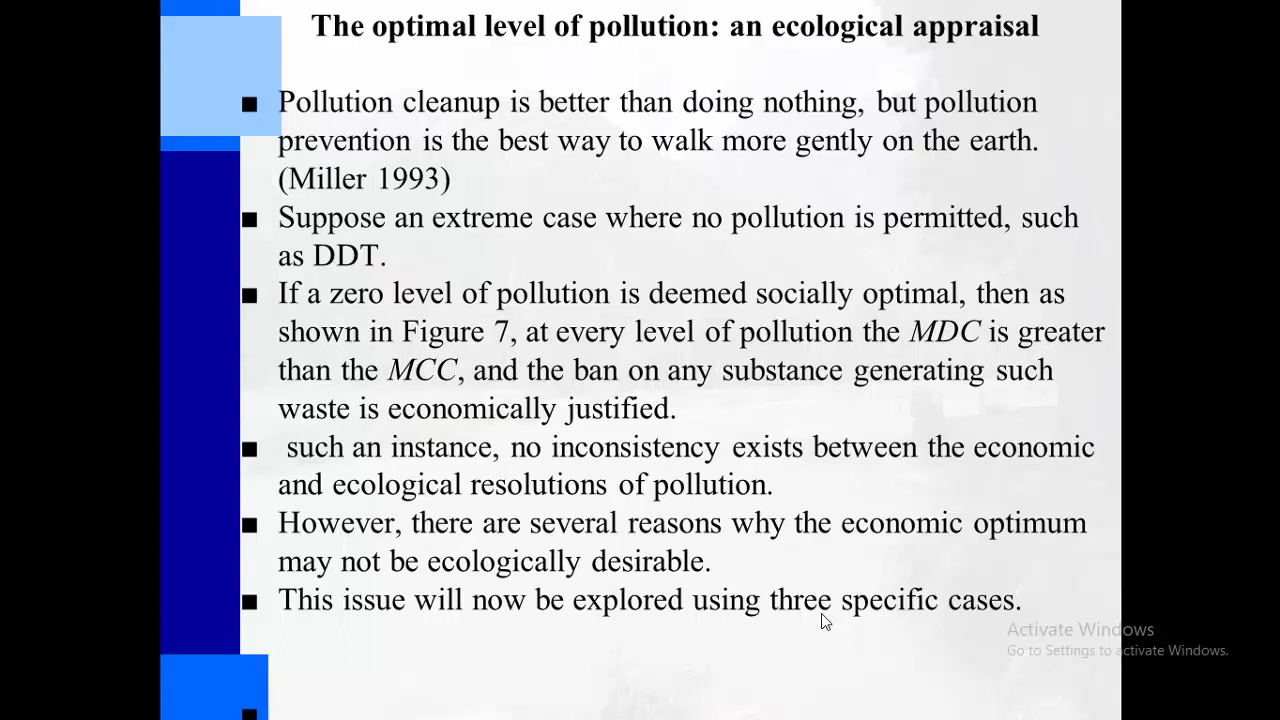 The optimal level of pollution: an ecological appraisal
■ Pollution cleanup is better than doing nothing, but pollution
prevention is the best way to walk more gently on the earth.
(Miller 1993)
■ Suppose an extreme case where no pollution is permitted, such
as DDT.
■ If a zero level of pollution is deemed socially optimal, then as
shown in Figure 7, at every level of pollution the MDC is greater
than the MCC, and the ban on any substance generating such
waste is economically justified.
■ such an instance, no inconsistency exists between the economic
and ecological resolutions of pollution.
■ However, there are several reasons why the economic optimum
may not be ecologically desirable.
■ This issue will now be explored using three specific cases.
Activate Windows
Go to Settings to activate Windows.